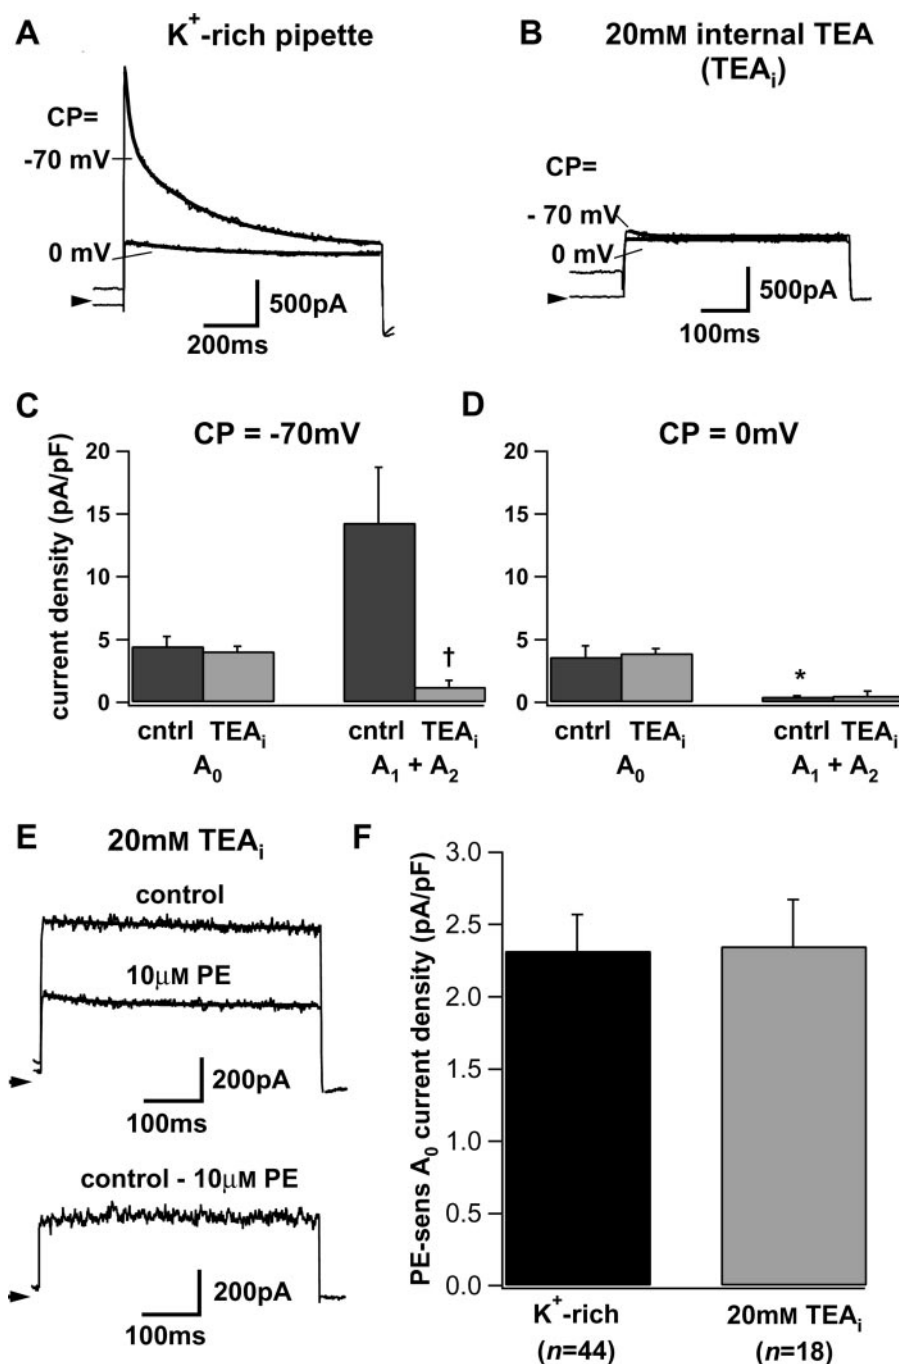 A
K⁺-rich pipette
CP=
-70 mV
0 mV
500pA
200ms
B
20mM internal TEA
(TEAᵢ)
CP=
- 70 mV
0 mV
500pA
100ms
C
CP = -70mV
current density (pA/pF)
20
15
10
5
0
†
cntrl TEAᵢ
cntrl TEAᵢ
A₀
A₁ + A₂
D
CP = 0mV
20
15
10
5
0
*
cntrl TEAᵢ
cntrl TEAᵢ
A₀
A₁ + A₂
E
20mM TEAᵢ
control
10µM PE
200pA
100ms
control - 10µM PE
200pA
100ms
F
PE-sens A₀ current density (pA/pF)
3.0
2.5
2.0
1.5
1.0
0.5
0.0
K⁺-rich
(n=44)
20mM TEAᵢ
(n=18)